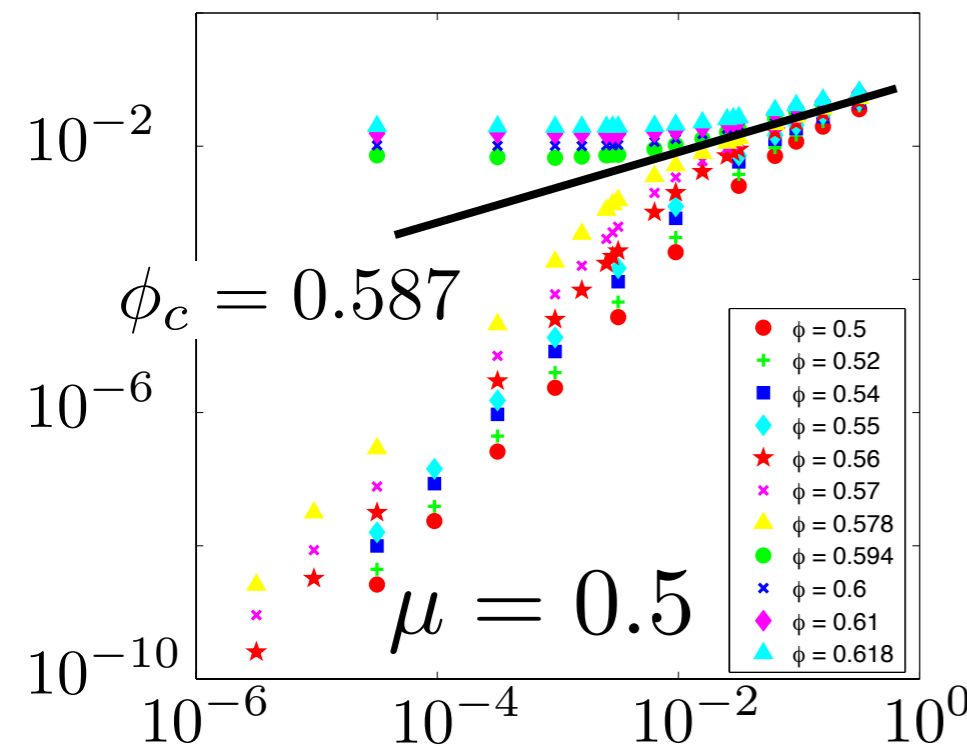 10⁻²
ϕ_c = 0.587
10⁻⁶
μ = 0.5
10⁻¹⁰
10⁻⁶ 10⁻⁴ 10⁻² 10⁰
ϕ = 0.5
ϕ = 0.52
ϕ = 0.54
ϕ = 0.55
ϕ = 0.56
ϕ = 0.57
ϕ = 0.578
ϕ = 0.594
ϕ = 0.6
ϕ = 0.61
ϕ = 0.618